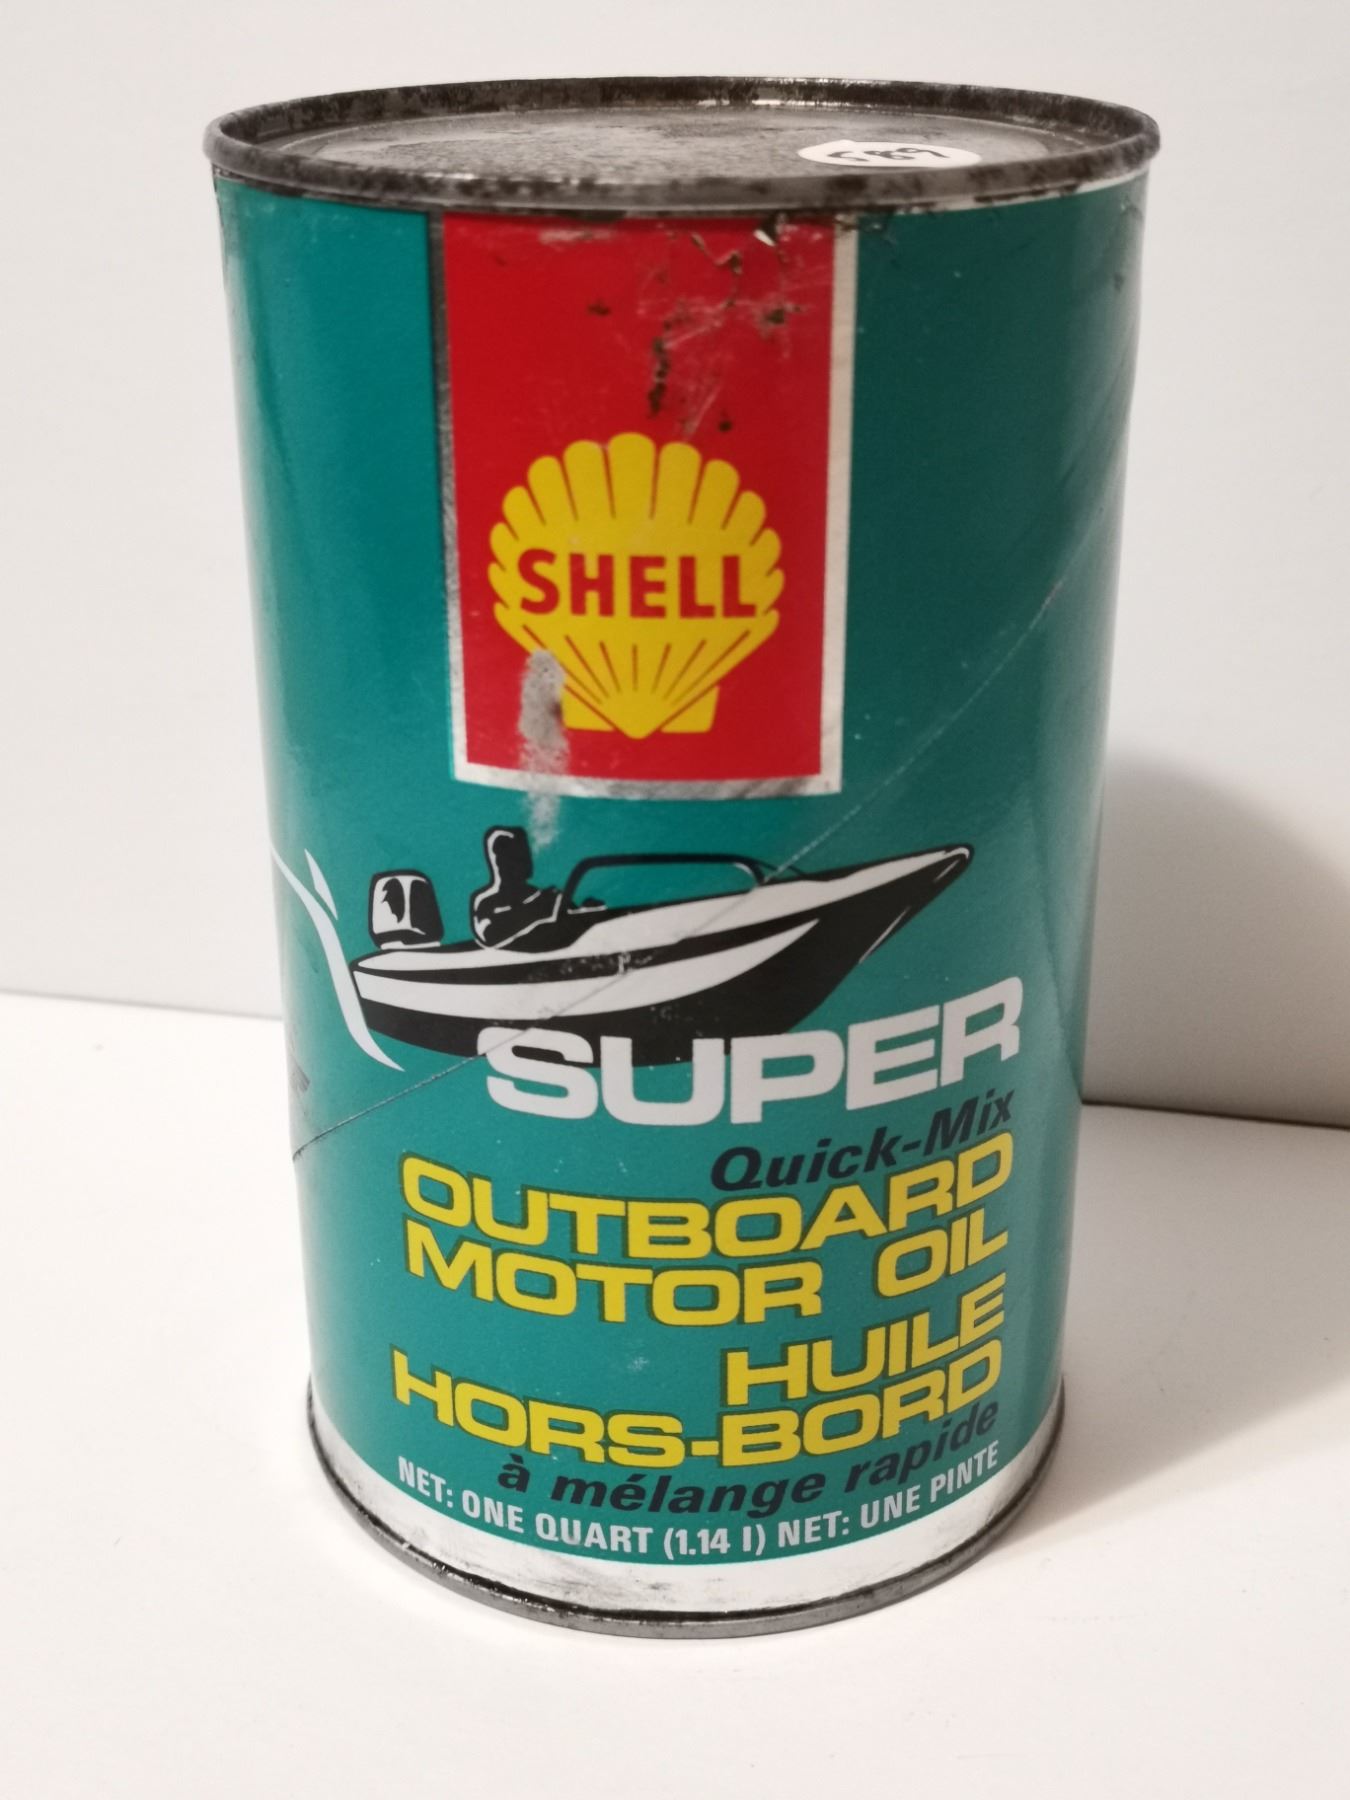 SHELL
SUPER
Quick-Mix
OUTBOARD
MOTOR OIL
HUILE
HORS-BORD
à mélange rapide
NET: ONE QUART (1.14 l) NET: UNE PINTE